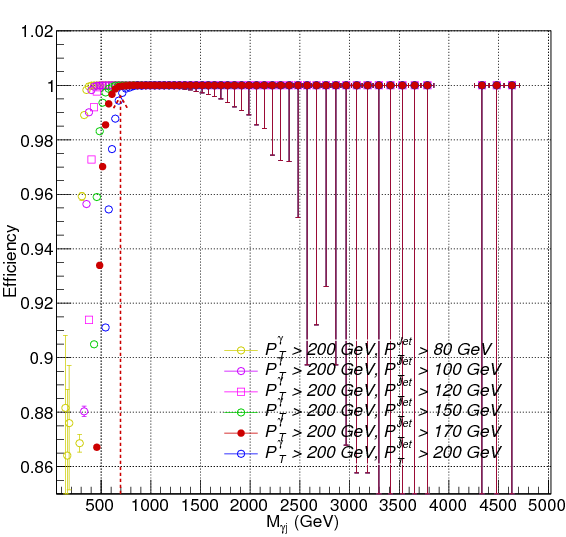 1.02
1
0.98
0.96
0.94
0.92
0.9
0.88
0.86
Efficiency
P_T^γ > 200 GeV, P_T^Jet > 80 GeV
P_T^γ > 200 GeV, P_T^Jet > 100 GeV
P_T^γ > 200 GeV, P_T^Jet > 120 GeV
P_T^γ > 200 GeV, P_T^Jet > 150 GeV
P_T^γ > 200 GeV, P_T^Jet > 170 GeV
P_T^γ > 200 GeV, P_T^Jet > 200 GeV
500 1000 1500 2000 2500 3000 3500 4000 4500 5000
M_γj (GeV)